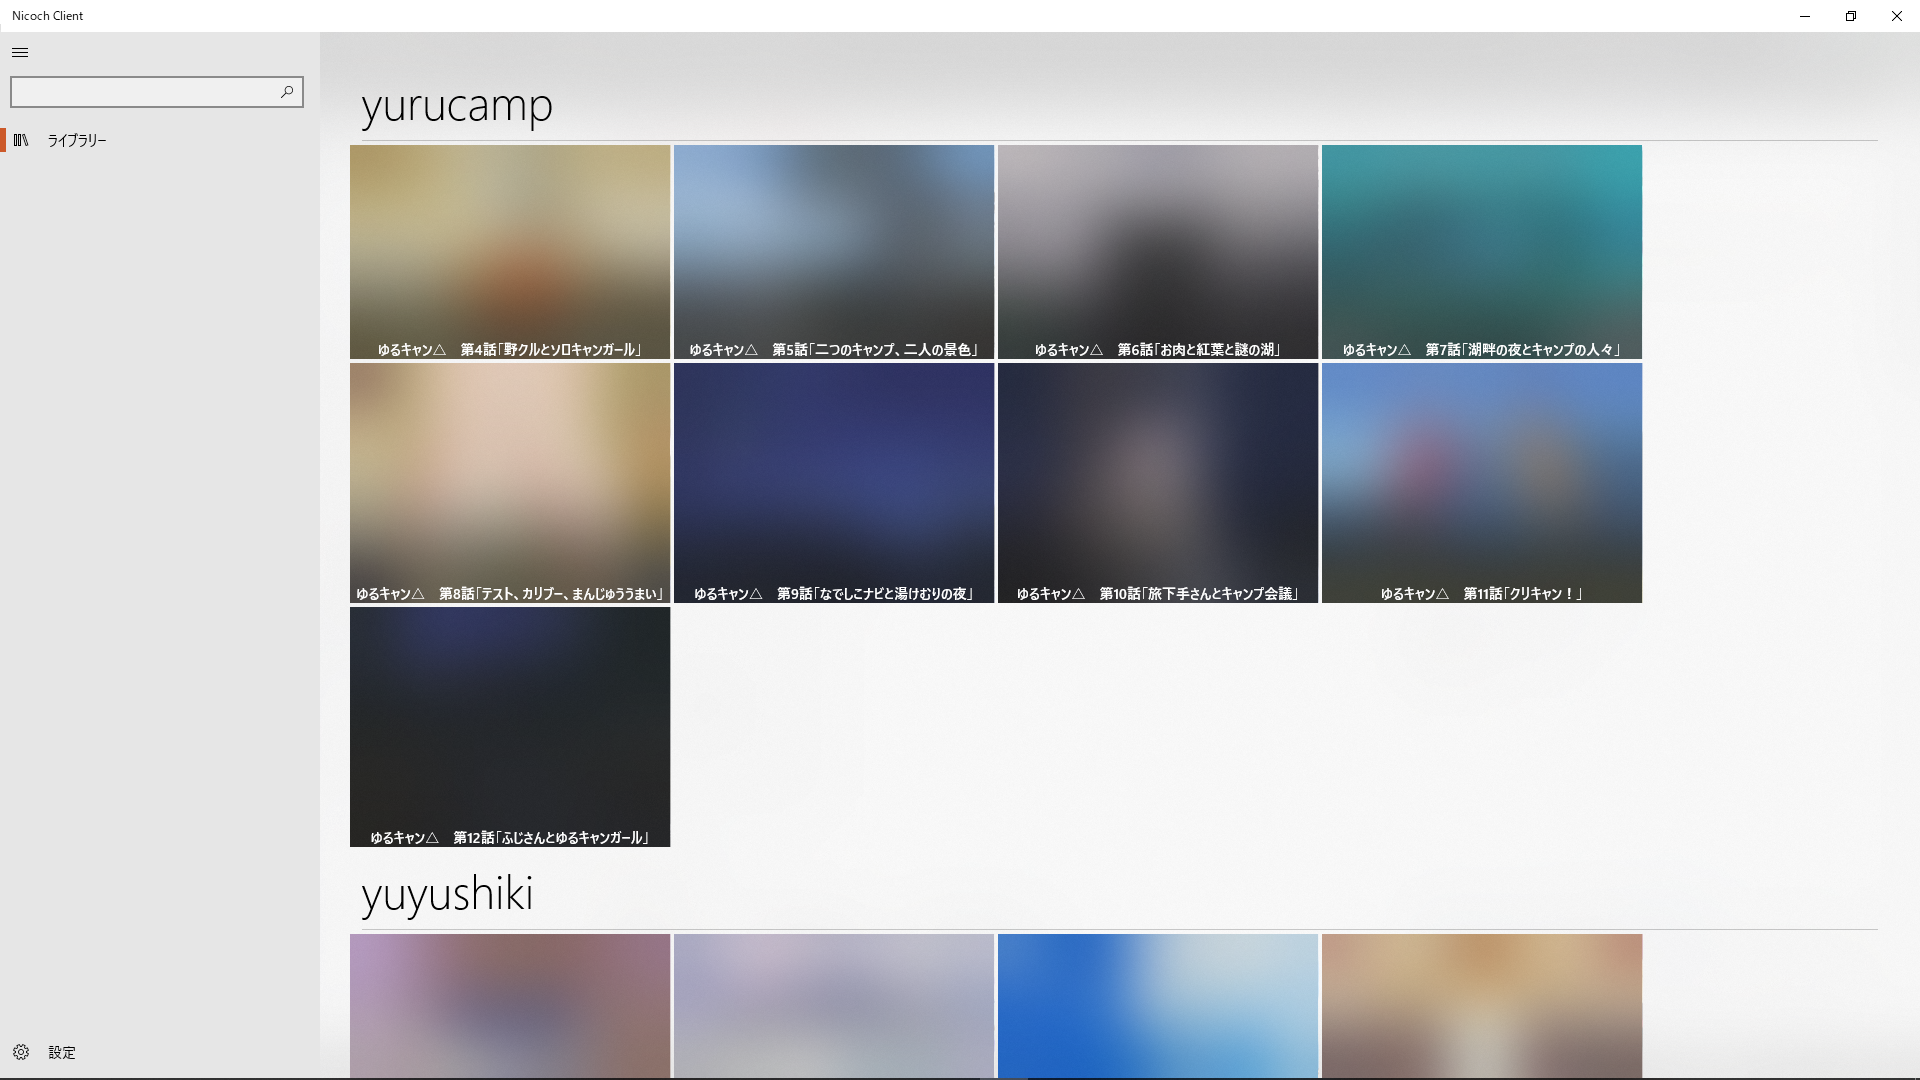 Nicoch Client
ライブラリー
yurucamp
ゆるキャン△　第4話「野クルとソロキャンガール」
ゆるキャン△　第5話「二つのキャンプ、二人の景色」
ゆるキャン△　第6話「お肉と紅葉と謎の湖」
ゆるキャン△　第7話「湖畔の夜とキャンプの人々」
ゆるキャン△　第8話「テスト、カリブー、まんじゅううまい」
ゆるキャン△　第9話「なでしこナビと湯けむりの夜」
ゆるキャン△　第10話「旅下手さんとキャンプ会議」
ゆるキャン△　第11話「クリキャン！」
ゆるキャン△　第12話「ふじさんとゆるキャンガール」
yuyushiki
設定